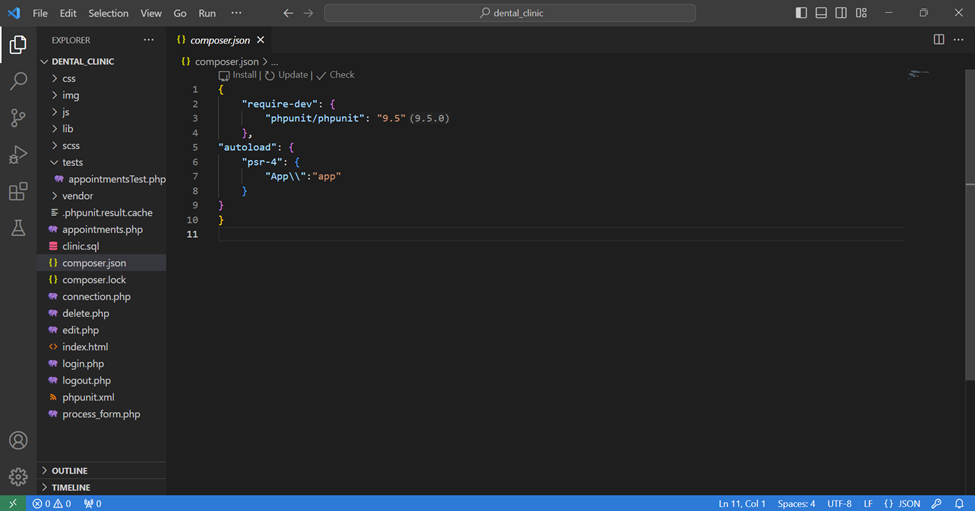 File Edit Selection View Go Run ··· dental_clinic
EXPLORER ···
DENTAL_CLINIC
css
img
js
lib
scss
tests
appointmentsTest.php
vendor
.phpunit.result.cache
appointments.php
clinic.sql
composer.json
composer.lock
connection.php
delete.php
edit.php
index.html
login.php
logout.php
phpunit.xml
process_form.php
OUTLINE
TIMELINE
{} composer.json
{} composer.json > ...
Install | Update | Check
1 {
2 "require-dev": {
3 "phpunit/phpunit": "9.5" (9.5.0)
4 },
5 "autoload": {
6 "psr-4": {
7 "App\\":"app"
8 }
9 }
10 }
11
0 0 0 Ln 11, Col 1 Spaces: 4 UTF-8 LF {} JSON